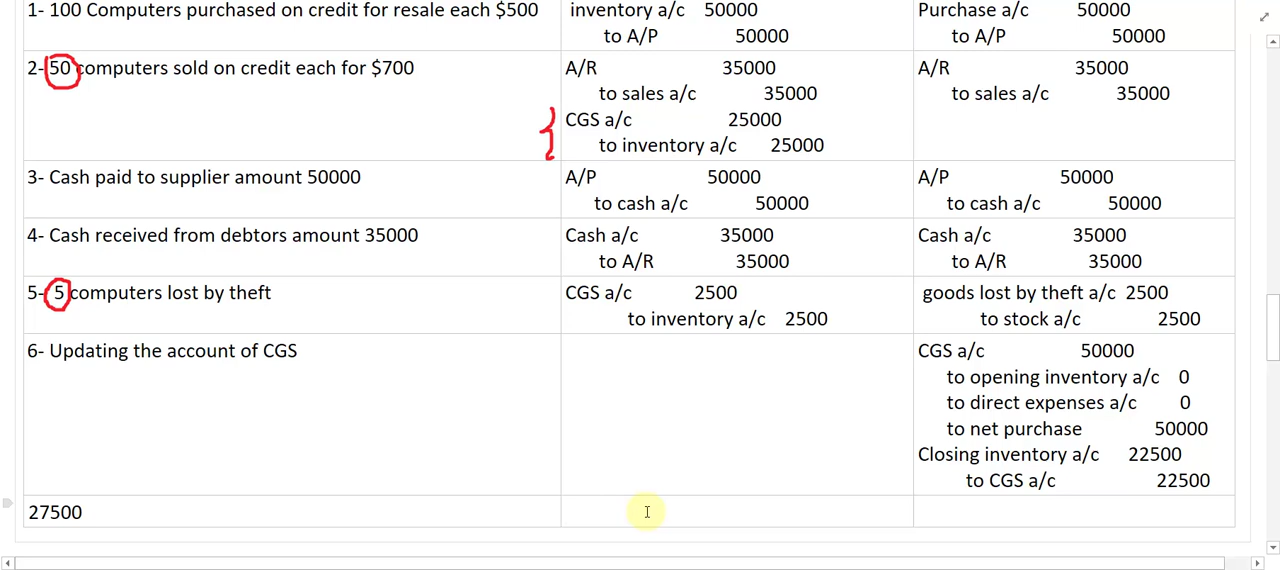 1- 100 Computers purchased on credit for resale each $500
inventory a/c 50000
to A/P 50000
Purchase a/c 50000
to A/P 50000
2- 50 computers sold on credit each for $700
A/R 35000
to sales a/c 35000
CGS a/c 25000
to inventory a/c 25000
A/R 35000
to sales a/c 35000
3- Cash paid to supplier amount 50000
A/P 50000
to cash a/c 50000
A/P 50000
to cash a/c 50000
4- Cash received from debtors amount 35000
Cash a/c 35000
to A/R 35000
Cash a/c 35000
to A/R 35000
5- 5 computers lost by theft
CGS a/c 2500
to inventory a/c 2500
goods lost by theft a/c 2500
to stock a/c 2500
6- Updating the account of CGS
CGS a/c 50000
to opening inventory a/c 0
to direct expenses a/c 0
to net purchase 50000
Closing inventory a/c 22500
to CGS a/c 22500
27500